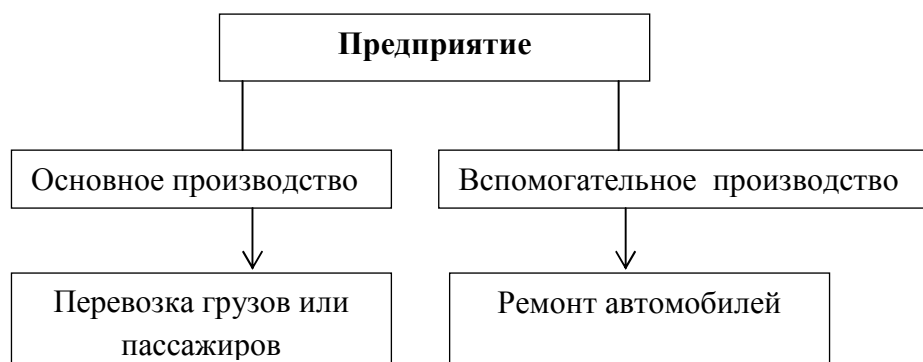 Предприятие
Основное производство
Вспомогательное производство
Перевозка грузов или
пассажиров
Ремонт автомобилей